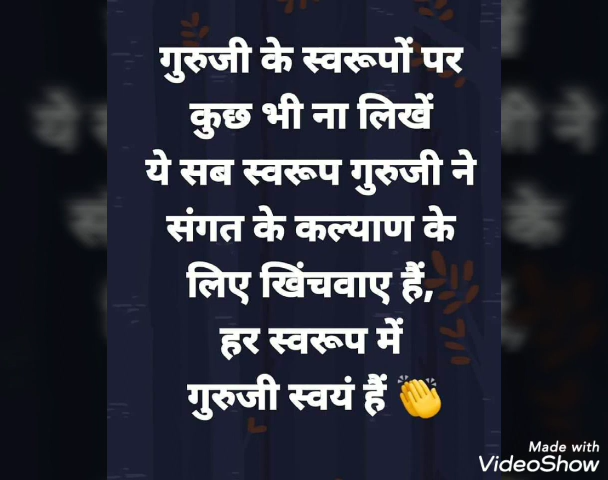 गुरुजी के स्वरूपों पर
कुछ भी ना लिखें
ये सब स्वरूप गुरुजी ने
संगत के कल्याण के
लिए खिंचवाए हैं,
हर स्वरूप में
गुरुजी स्वयं हैं 👏
Made with
VideoShow